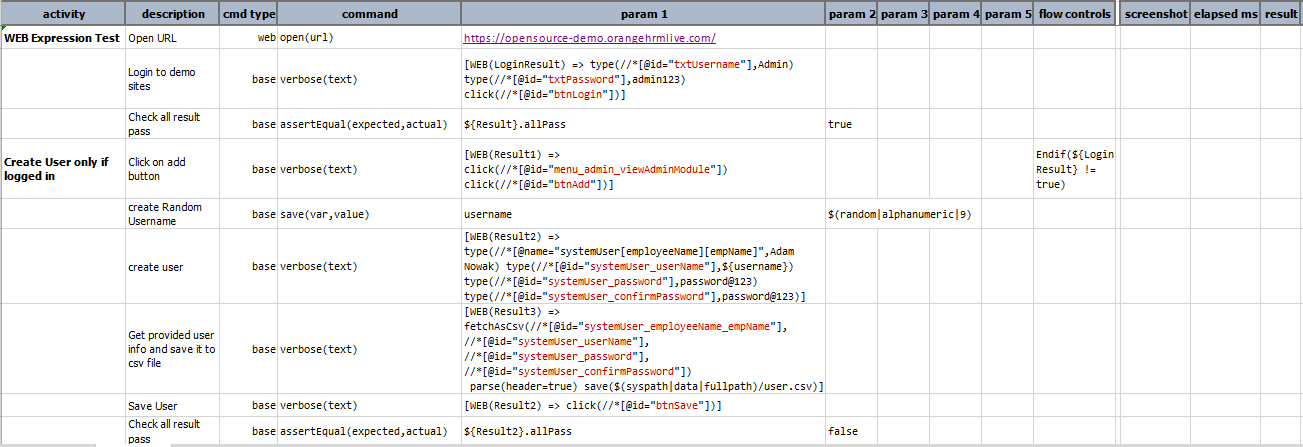 activity description cmd type command param 1 param 2 param 3 param 4 param 5 flow controls screenshot elapsed ms result
WEB Expression Test Open URL web open(url) https://opensource-demo.orangehrmlive.com/
Login to demo
sites
base verbose(text)
[WEB(LoginResult) => type(//*[@id="txtUsername"],Admin)
type(//*[@id="txtPassword"],admin123)
click(//*[@id="btnLogin"])]
Check all result
pass
base assertEqual(expected,actual) ${Result}.allPass true
Create User only if
logged in
Click on add
button
base verbose(text)
[WEB(Result1) =>
click(//*[@id="menu_admin_viewAdminModule"])
click(//*[@id="btnAdd"])]
Endif(${Login
Result} !=
true)
create Random
Username
base save(var,value) username $(random|alphanumeric|9)
create user base verbose(text)
[WEB(Result2) =>
type(//*[@name="systemUser[employeeName][empName]",Adam
Nowak) type(//*[@id="systemUser_userName"],${username})
type(//*[@id="systemUser_password"],password@123)
type(//*[@id="systemUser_confirmPassword"],password@123)]
Get provided user
info and save it to
csv file
base verbose(text)
[WEB(Result3) =>
fetchAsCsv(//*[@id="systemUser_employeeName_empName"],
//*[@id="systemUser_userName"],
//*[@id="systemUser_password"],
//*[@id="systemUser_confirmPassword"])
parse(header=true) save($(syspath|data|fullpath)/user.csv)]
Save User base verbose(text) [WEB(Result2) => click(//*[@id="btnSave"])]
Check all result
pass
base assertEqual(expected,actual) ${Result2}.allPass false